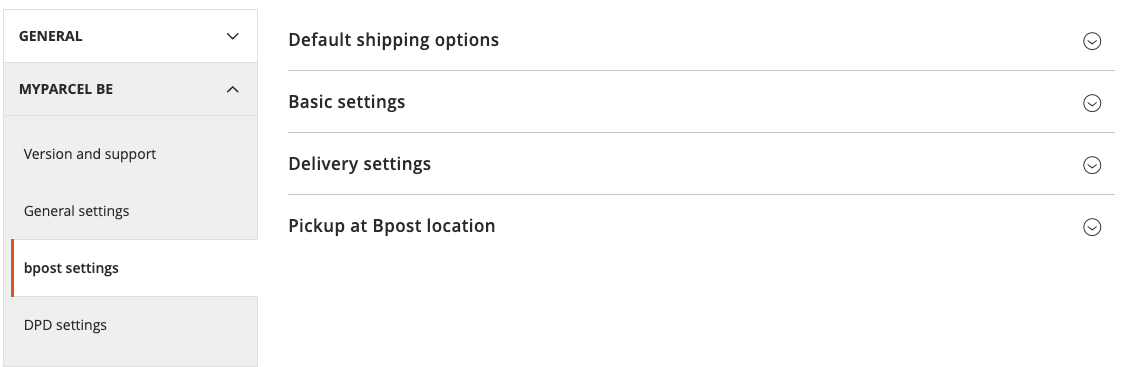 GENERAL
MYPARCEL BE
Version and support
General settings
bpost settings
DPD settings
Default shipping options
Basic settings
Delivery settings
Pickup at Bpost location